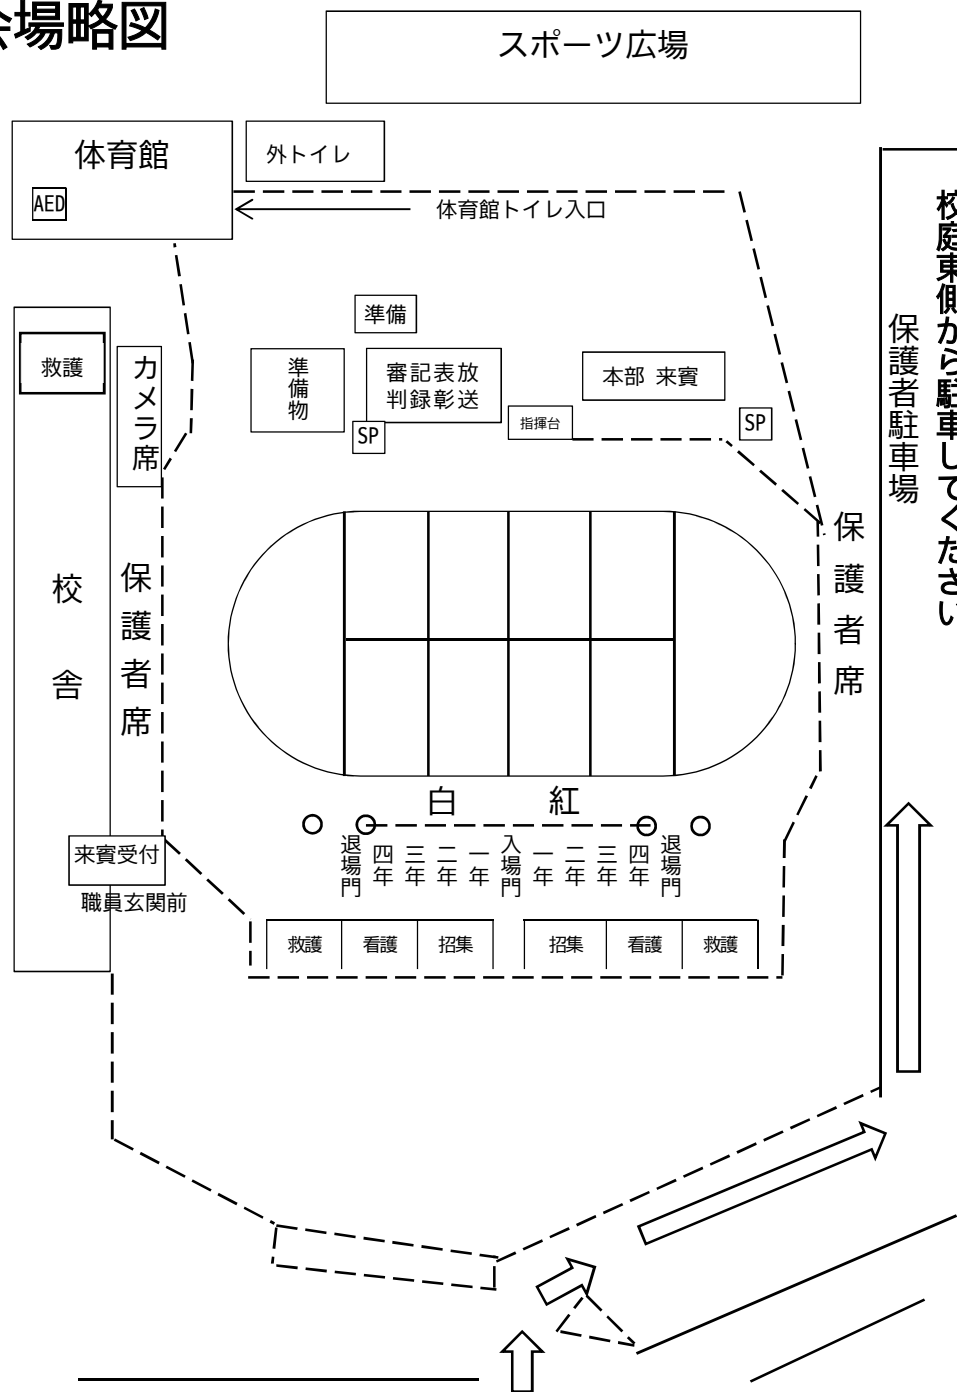 会場略図
スポーツ広場
体育館
AED
外トイレ
体育館トイレ入口
校庭東側から駐車してください
保護者駐車場
準備
救護
カメラ席
準備物
審記表放
判録彰送
本部 来賓
指揮台
SP
SP
校舎
保護者席
保護者席
白
紅
退場門
四年
三年
二年
一年
入場門
一年
二年
三年
四年
退場門
来賓受付
職員玄関前
救護
看護
招集
招集
看護
救護